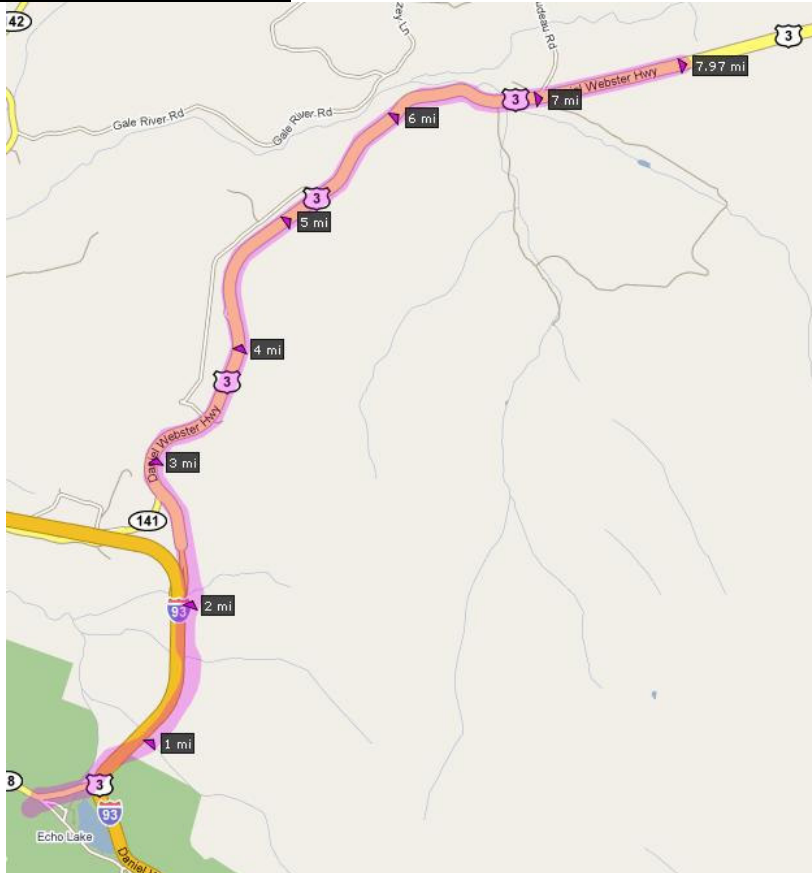 42
3
7.97 mi
Daniel Webster Hwy
3
7 mi
6 mi
Gale River Rd
Gale River Rd
3
5 mi
4 mi
3
Daniel Webster Hwy
3 mi
141
93
2 mi
1 mi
8
3
93
Echo Lake